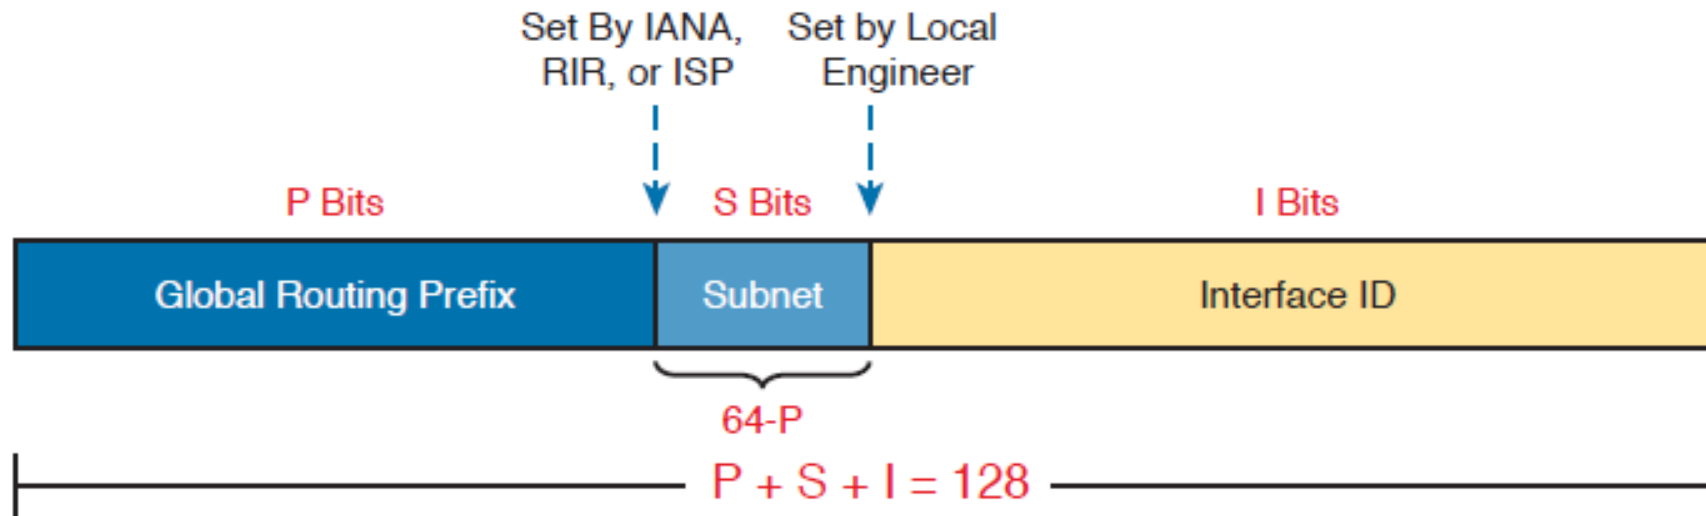 Set By IANA,
RIR, or ISP
Set by Local
Engineer
P Bits
S Bits
I Bits
Global Routing Prefix
Subnet
Interface ID
64-P
P + S + I = 128